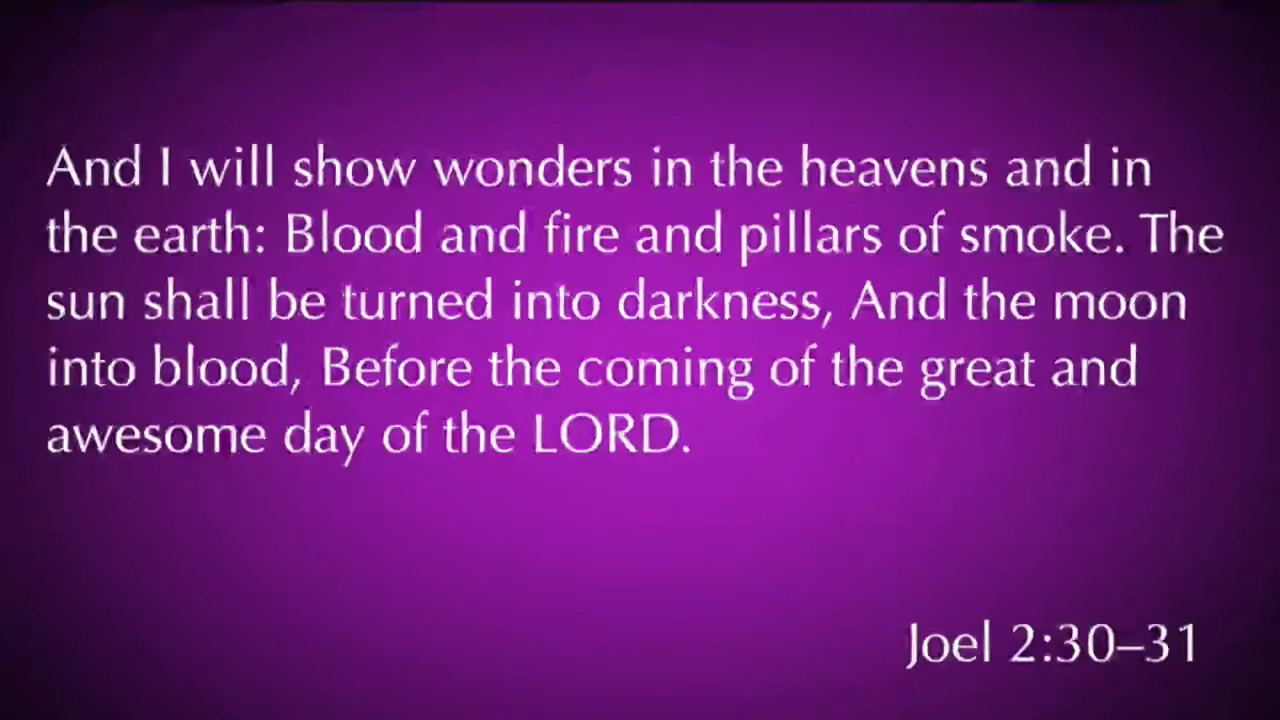 And I will show wonders in the heavens and in
the earth: Blood and fire and pillars of smoke. The
sun shall be turned into darkness, And the moon
into blood, Before the coming of the great and
awesome day of the LORD.
Joel 2:30–31